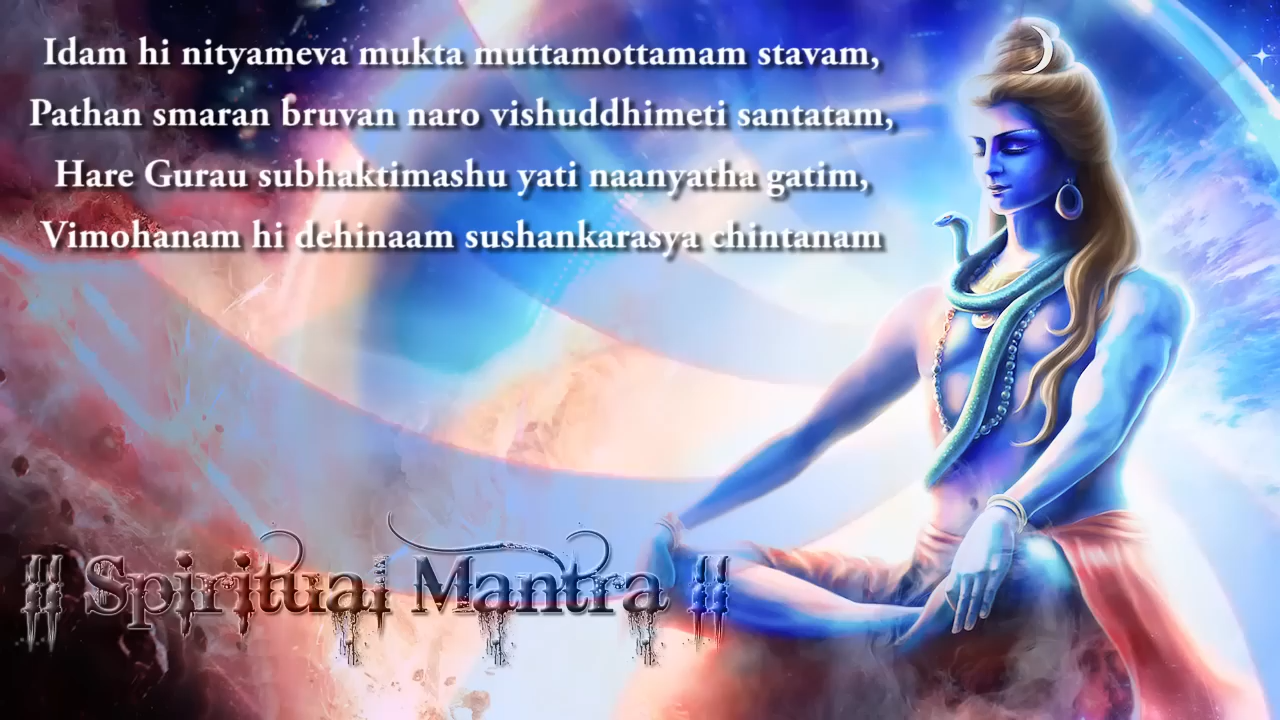 Idam hi nityameva mukta muttamottamam stavam,
Pathan smaran bruvan naro vishuddhimeti santatam,
Hare Gurau subhaktimashu yati naanyatha gatim,
Vimohanam hi dehinaam sushankarasya chintanam
|| Spiritual Mantra ||